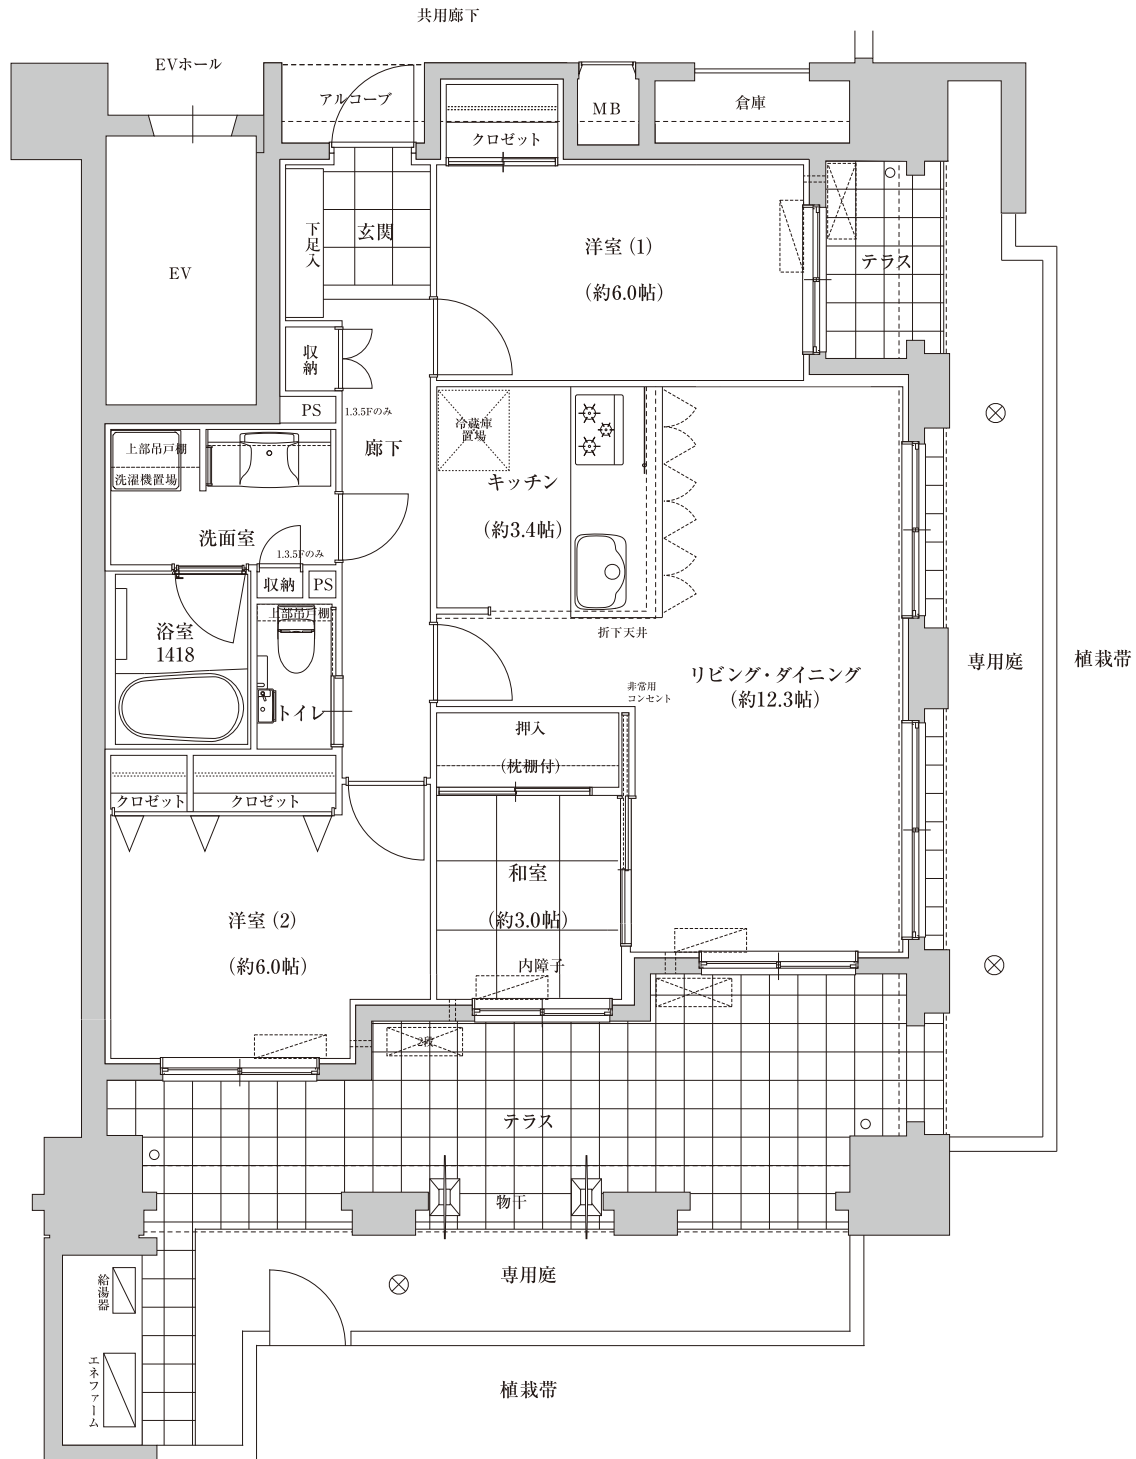 共用廊下
EVホール
アルコーブ
クロゼット
MB
倉庫
EV
下足入
玄関
洋室(1)
(約6.0帖)
テラス
収納
PS
1.3.5Fのみ
廊下
冷蔵庫
置場
キッチン
(約3.4帖)
上部吊戸棚
洗濯機置場
洗面室
1.3.5Fのみ
収納
PS
上部吊戸棚
浴室
1418
トイレ
折下天井
リビング・ダイニング
(約12.3帖)
非常用
コンセント
専用庭
植栽帯
押入
(枕棚付)
クロゼット
クロゼット
和室
(約3.0帖)
内障子
洋室(2)
(約6.0帖)
2段
テラス
物干
専用庭
給湯器
エネファーム
植栽帯